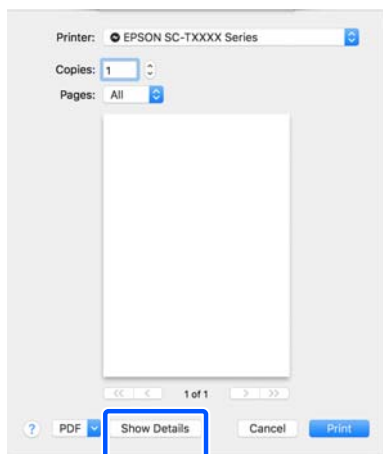 Printer: EPSON SC-TXXXX Series
Copies: 1
Pages: All
<< < 1 of 1 > >>
? PDF Show Details Cancel Print